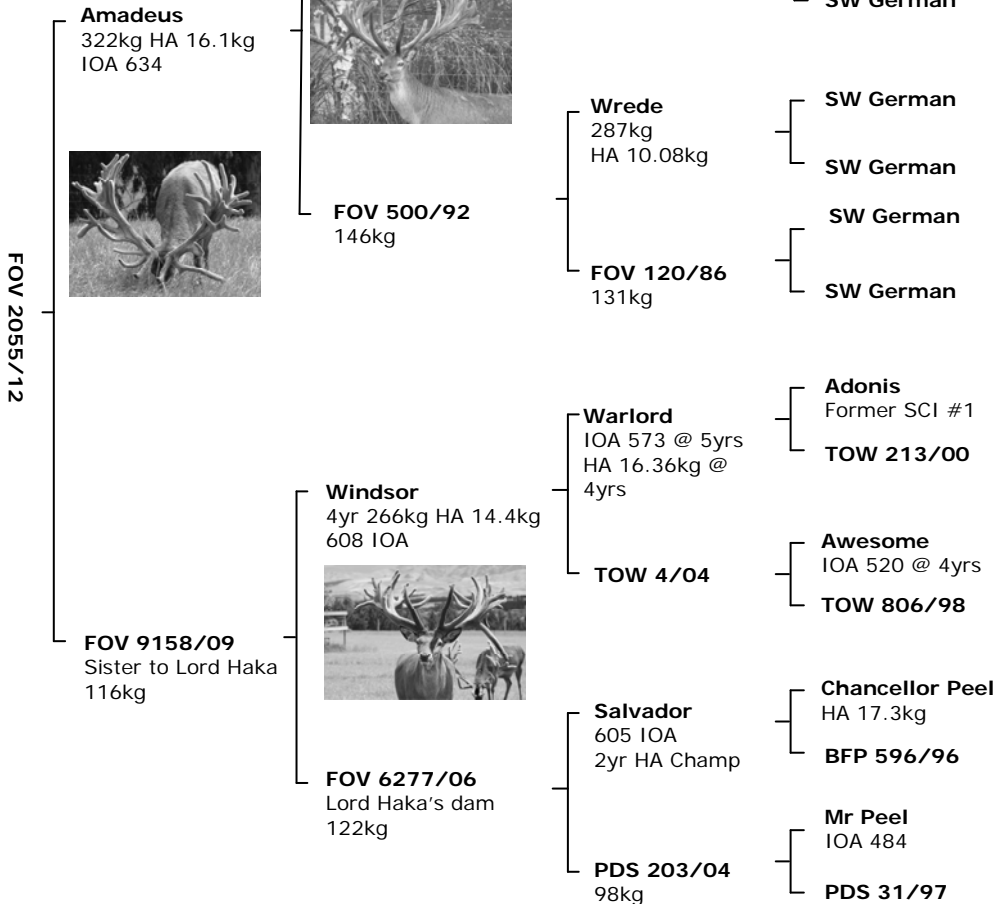 SW German
Amadeus
322kg HA 16.1kg
IOA 634
Wrede
287kg
HA 10.08kg
SW German
SW German
FOV 500/92
146kg
FOV 120/86
131kg
SW German
SW German
FOV 2055/12
Warlord
IOA 573 @ 5yrs
HA 16.36kg @
4yrs
Adonis
Former SCI #1
TOW 213/00
Windsor
4yr 266kg HA 14.4kg
608 IOA
TOW 4/04
Awesome
IOA 520 @ 4yrs
TOW 806/98
FOV 9158/09
Sister to Lord Haka
116kg
Salvador
605 IOA
2yr HA Champ
Chancellor Peel
HA 17.3kg
BFP 596/96
FOV 6277/06
Lord Haka's dam
122kg
PDS 203/04
98kg
Mr Peel
IOA 484
PDS 31/97